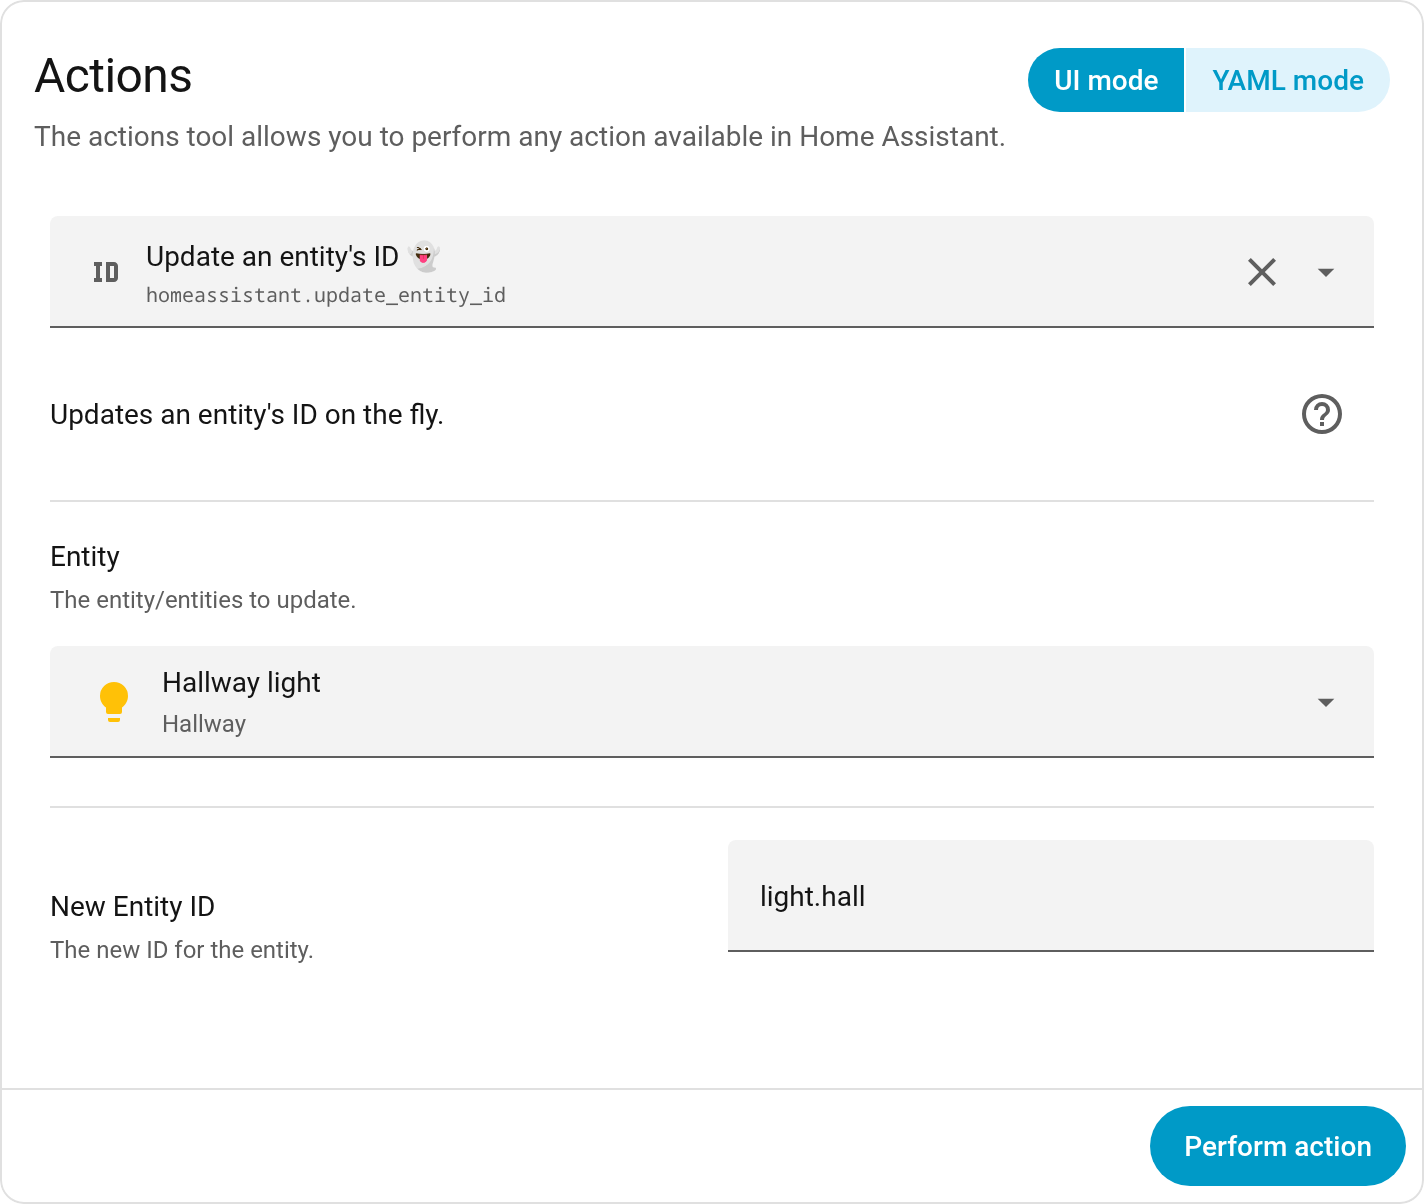 Actions
UI mode
YAML mode
The actions tool allows you to perform any action available in Home Assistant.
ID
Update an entity's ID 👻
homeassistant.update_entity_id
Updates an entity's ID on the fly.
Entity
The entity/entities to update.
Hallway light
Hallway
New Entity ID
The new ID for the entity.
light.hall
Perform action